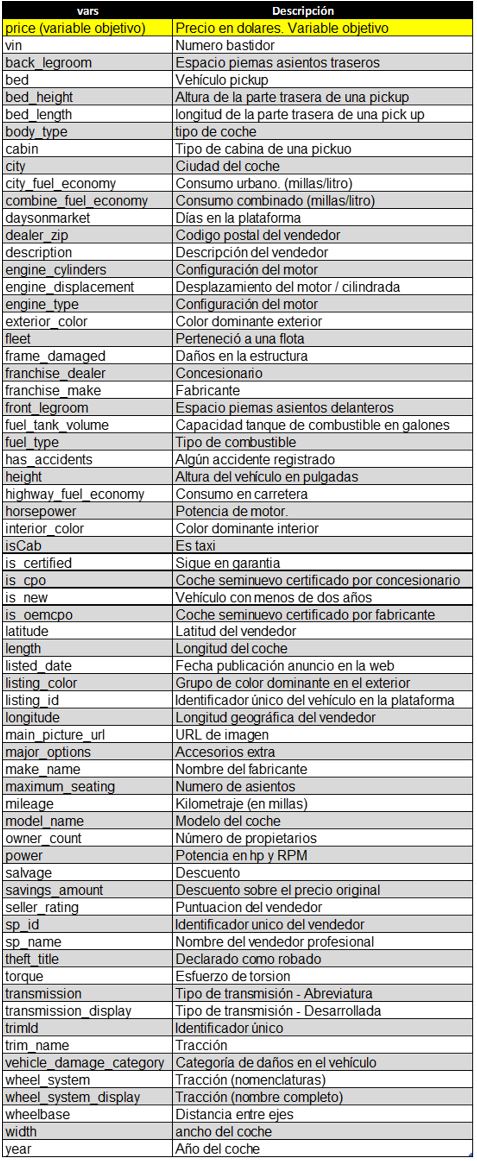 vars Descripción
price (variable objetivo) Precio en dolares. Variable objetivo
vin Numero bastidor
back_legroom Espacio piernas asientos traseros
bed Vehículo pickup
bed_height Altura de la parte trasera de una pickup
bed_length longitud de la parte trasera de una pick up
body_type tipo de coche
cabin Tipo de cabina de una pickuo
city Ciudad del coche
city_fuel_economy Consumo urbano. (millas/litro)
combine_fuel_economy Consumo combinado (millas/litro)
daysonmarket Días en la plataforma
dealer_zip Codigo postal del vendedor
description Descripción del vendedor
engine_cylinders Configuración del motor
engine_displacement Desplazamiento del motor / cilindrada
engine_type Configuración del motor
exterior_color Color dominante exterior
fleet Perteneció a una flota
frame_damaged Daños en la estructura
franchise_dealer Concesionario
franchise_make Fabricante
front_legroom Espacio piernas asientos delanteros
fuel_tank_volume Capacidad tanque de combustible en galones
fuel_type Tipo de combustible
has_accidents Algún accidente registrado
height Altura del vehículo en pulgadas
highway_fuel_economy Consumo en carretera
horsepower Potencia de motor.
interior_color Color dominante interior
isCab Es taxi
is_certified Sigue en garantia
is_cpo Coche seminuevo certificado por concesionario
is_new Vehículo con menos de dos años
is_oemcpo Coche seminuevo certificado por fabricante
latitude Latitud del vendedor
length Longitud del coche
listed_date Fecha publicación anuncio en la web
listing_color Grupo de color dominante en el exterior
listing_id Identificador único del vehículo en la plataforma
longitude Longitud geográfica del vendedor
main_picture_url URL de imagen
major_options Accesorios extra
make_name Nombre del fabricante
maximum_seating Numero de asientos
mileage Kilometraje (en millas)
model_name Modelo del coche
owner_count Número de propietarios
power Potencia en hp y RPM
salvage Descuento
savings_amount Descuento sobre el precio original
seller_rating Puntuacion del vendedor
sp_id Identificador unico del vendedor
sp_name Nombre del vendedor profesional
theft_title Declarado como robado
torque Esfuerzo de torsion
transmission Tipo de transmisión - Abreviatura
transmission_display Tipo de transmisión - Desarrollada
trimId Identificador único
trim_name Tracción
vehicle_damage_category Categoría de daños en el vehículo
wheel_system Tracción (nomenclaturas)
wheel_system_display Tracción (nombre completo)
wheelbase Distancia entre ejes
width ancho del coche
year Año del coche